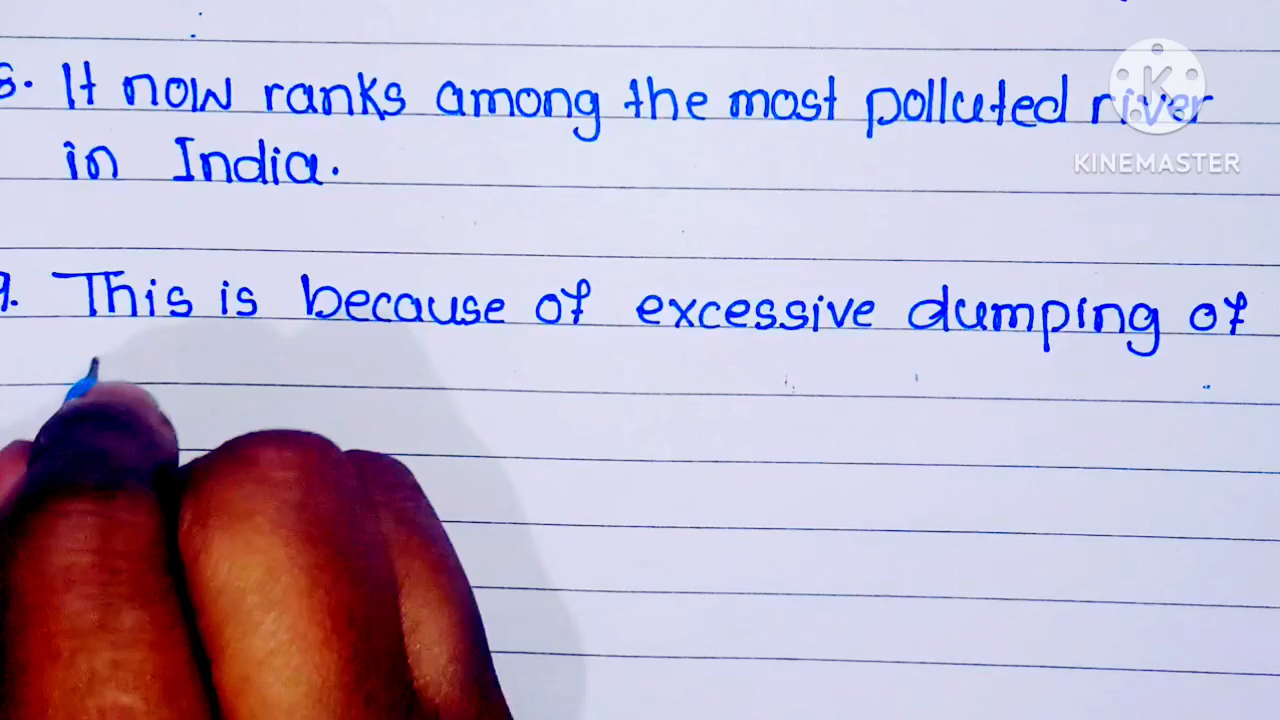 8. It now ranks among the most polluted river
in India.
9. This is because of excessive dumping of
K
KINEMASTER